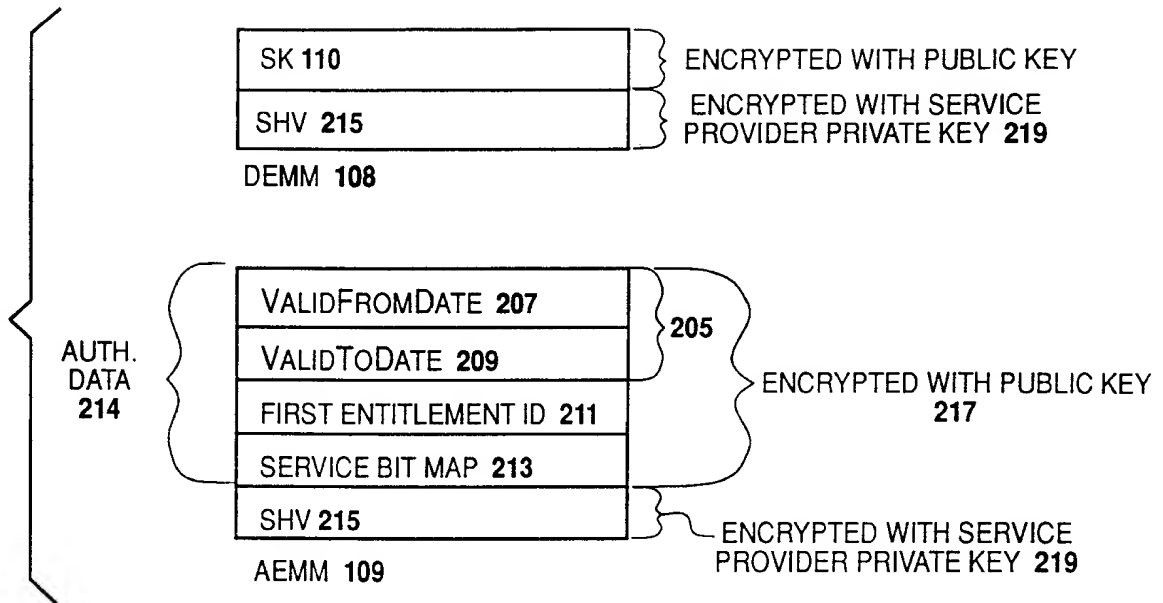 SK 110
ENCRYPTED WITH PUBLIC KEY
SHV 215
ENCRYPTED WITH SERVICE
PROVIDER PRIVATE KEY 219
DEMM 108
AUTH.
DATA
214
VALIDFROMDATE 207
VALIDTODATE 209
205
FIRST ENTITLEMENT ID 211
SERVICE BIT MAP 213
ENCRYPTED WITH PUBLIC KEY
217
SHV 215
ENCRYPTED WITH SERVICE
PROVIDER PRIVATE KEY 219
AEMM 109